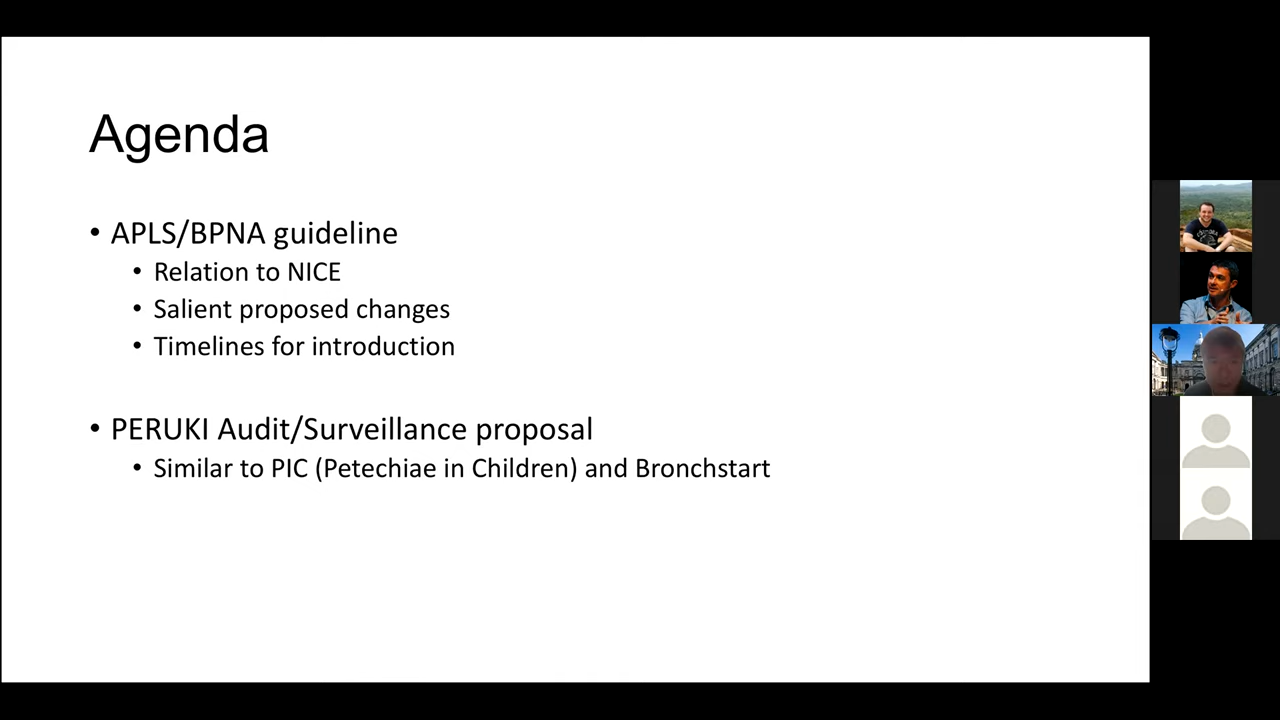 Agenda
• APLS/BPNA guideline
• Relation to NICE
• Salient proposed changes
• Timelines for introduction
• PERUKI Audit/Surveillance proposal
• Similar to PIC (Petechiae in Children) and Bronchstart